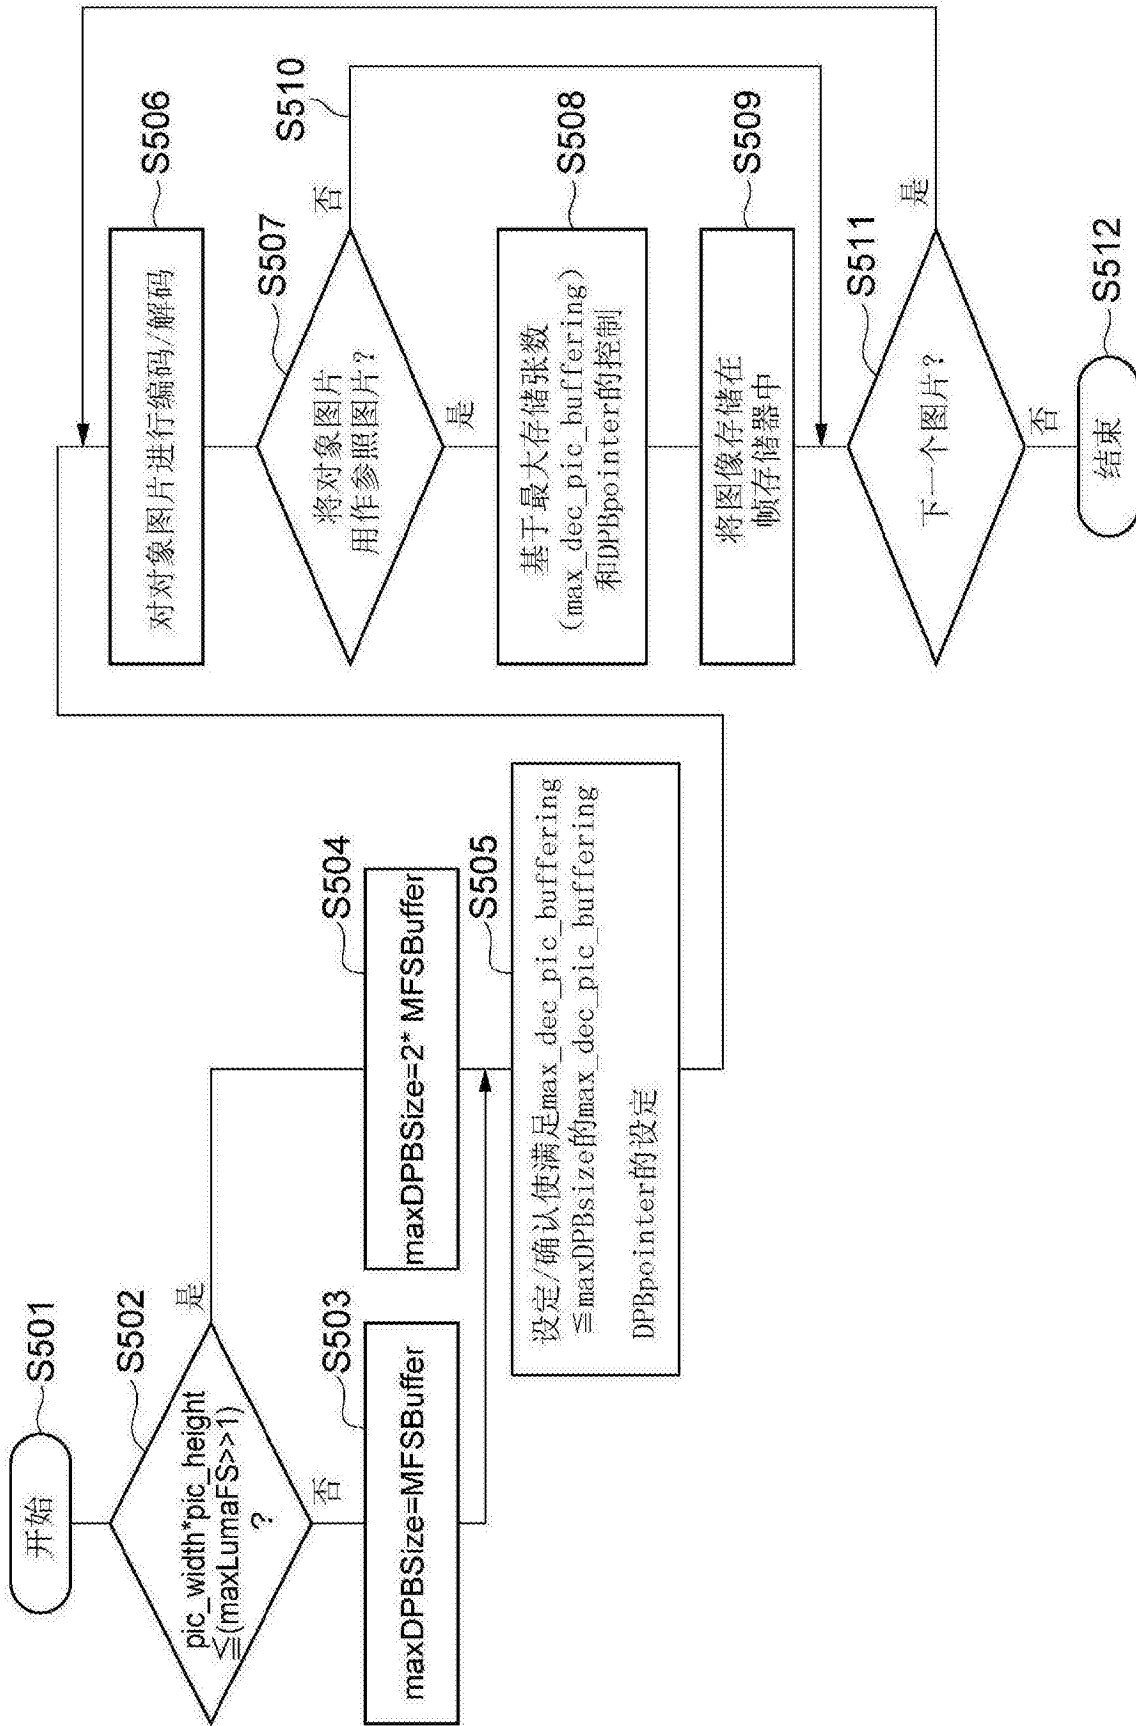 开始
S501
pic_width*pic_height
≦(maxLumaFS>>1)
?
S502
是
否
maxDPBSize=MFSBuffer
S503
maxDPBSize=2* MFSBuffer
S504
设定/确认使满足max_dec_pic_buffering
≦maxDPBsize的max_dec_pic_buffering
DPBpointer的设定
S505
对对象图片进行编码/解码
S506
将对象图片
用作参照图片?
S507
否
S510
是
基于最大存储张数
(max_dec_pic_buffering)
和DPBpointer的控制
S508
将图像存储在
帧存储器中
S509
下一个图片?
S511
是
否
结束
S512